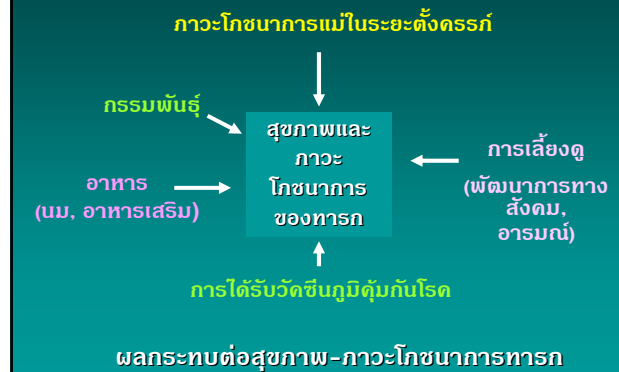 ภาวะโภชนาการแม่ในระยะตั้งครรภ์
กรรมพันธุ์
สุขภาพและ
ภาวะ
โภชนาการ
ของทารก
การเลี้ยงดู
(พัฒนาการทาง
สังคม,
อารมณ์)
อาหาร
(นม, อาหารเสริม)
การได้รับวัคซีนภูมิคุ้มกันโรค
ผลกระทบต่อสุขภาพ-ภาวะโภชนาการทารก